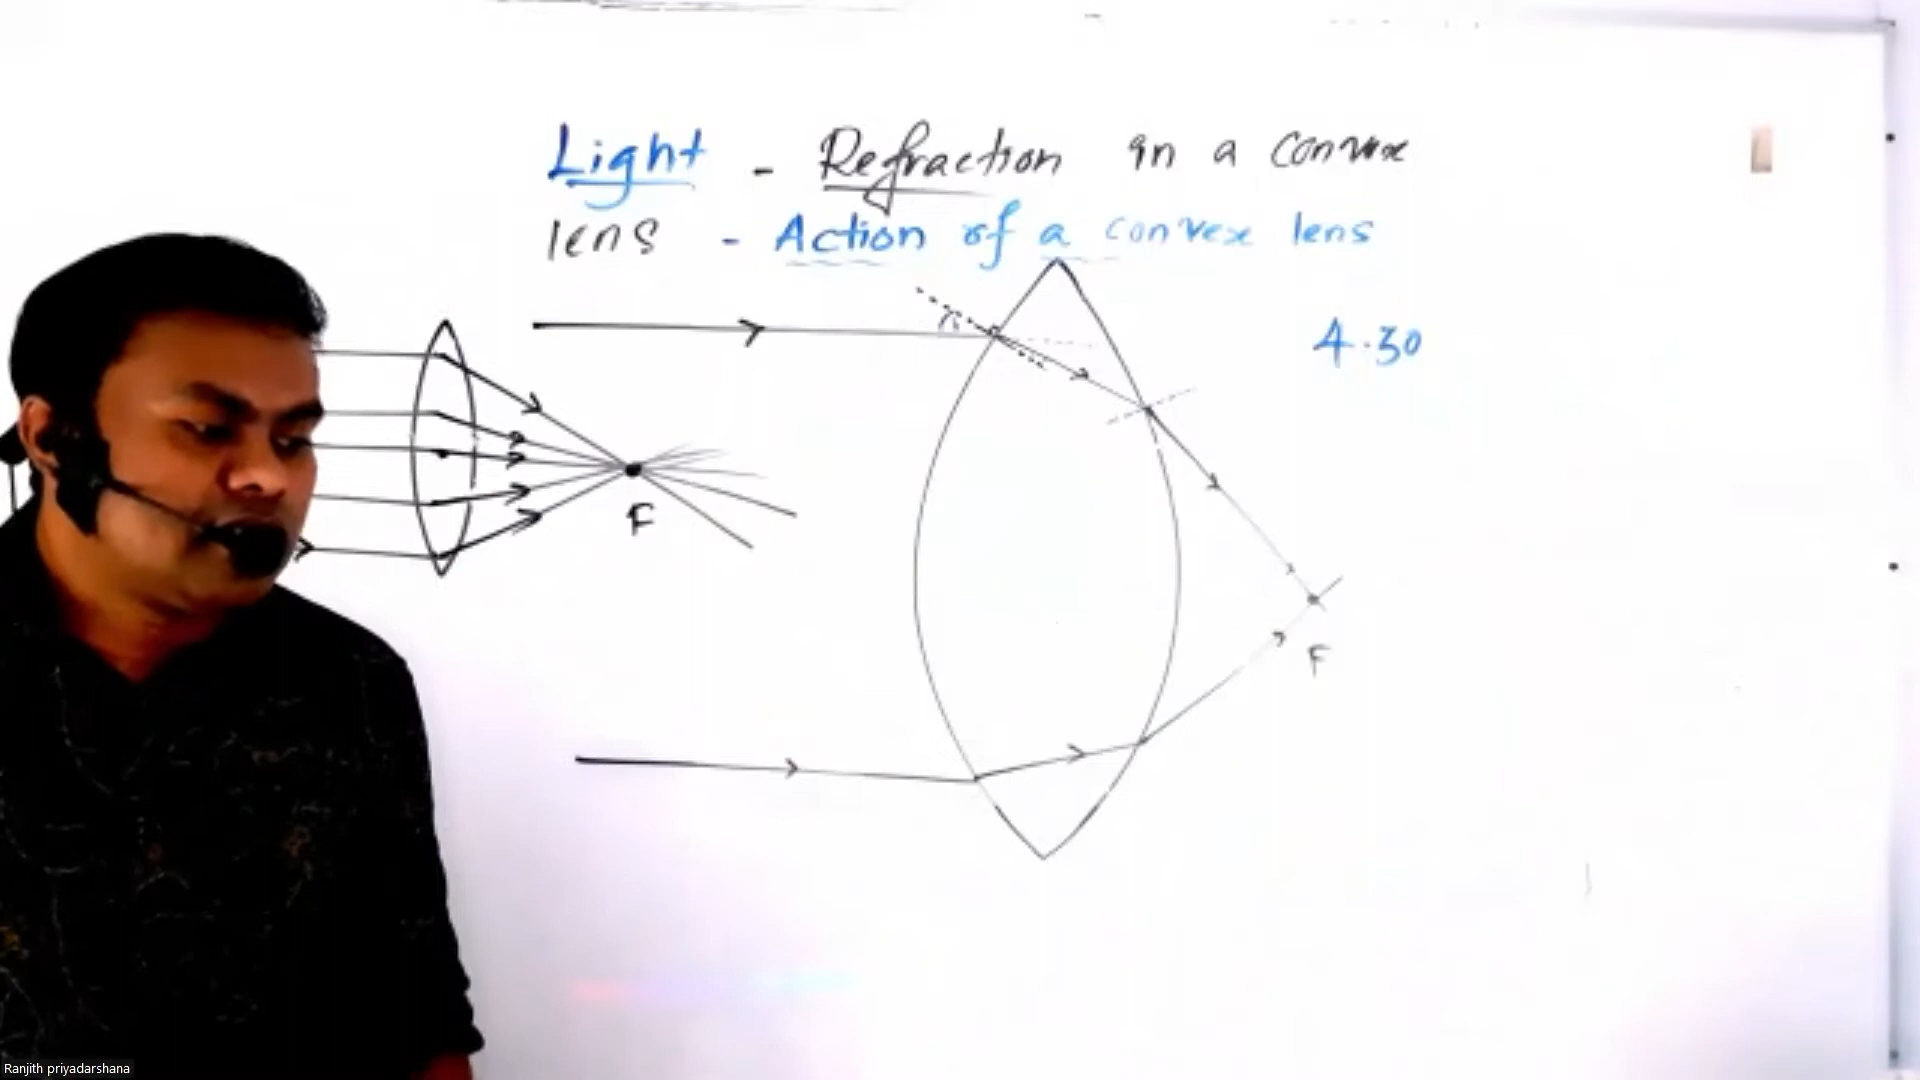 Light - Refraction in a convex
lens - Action of a convex lens
4.30
F
F
Ranjith priyadarshana